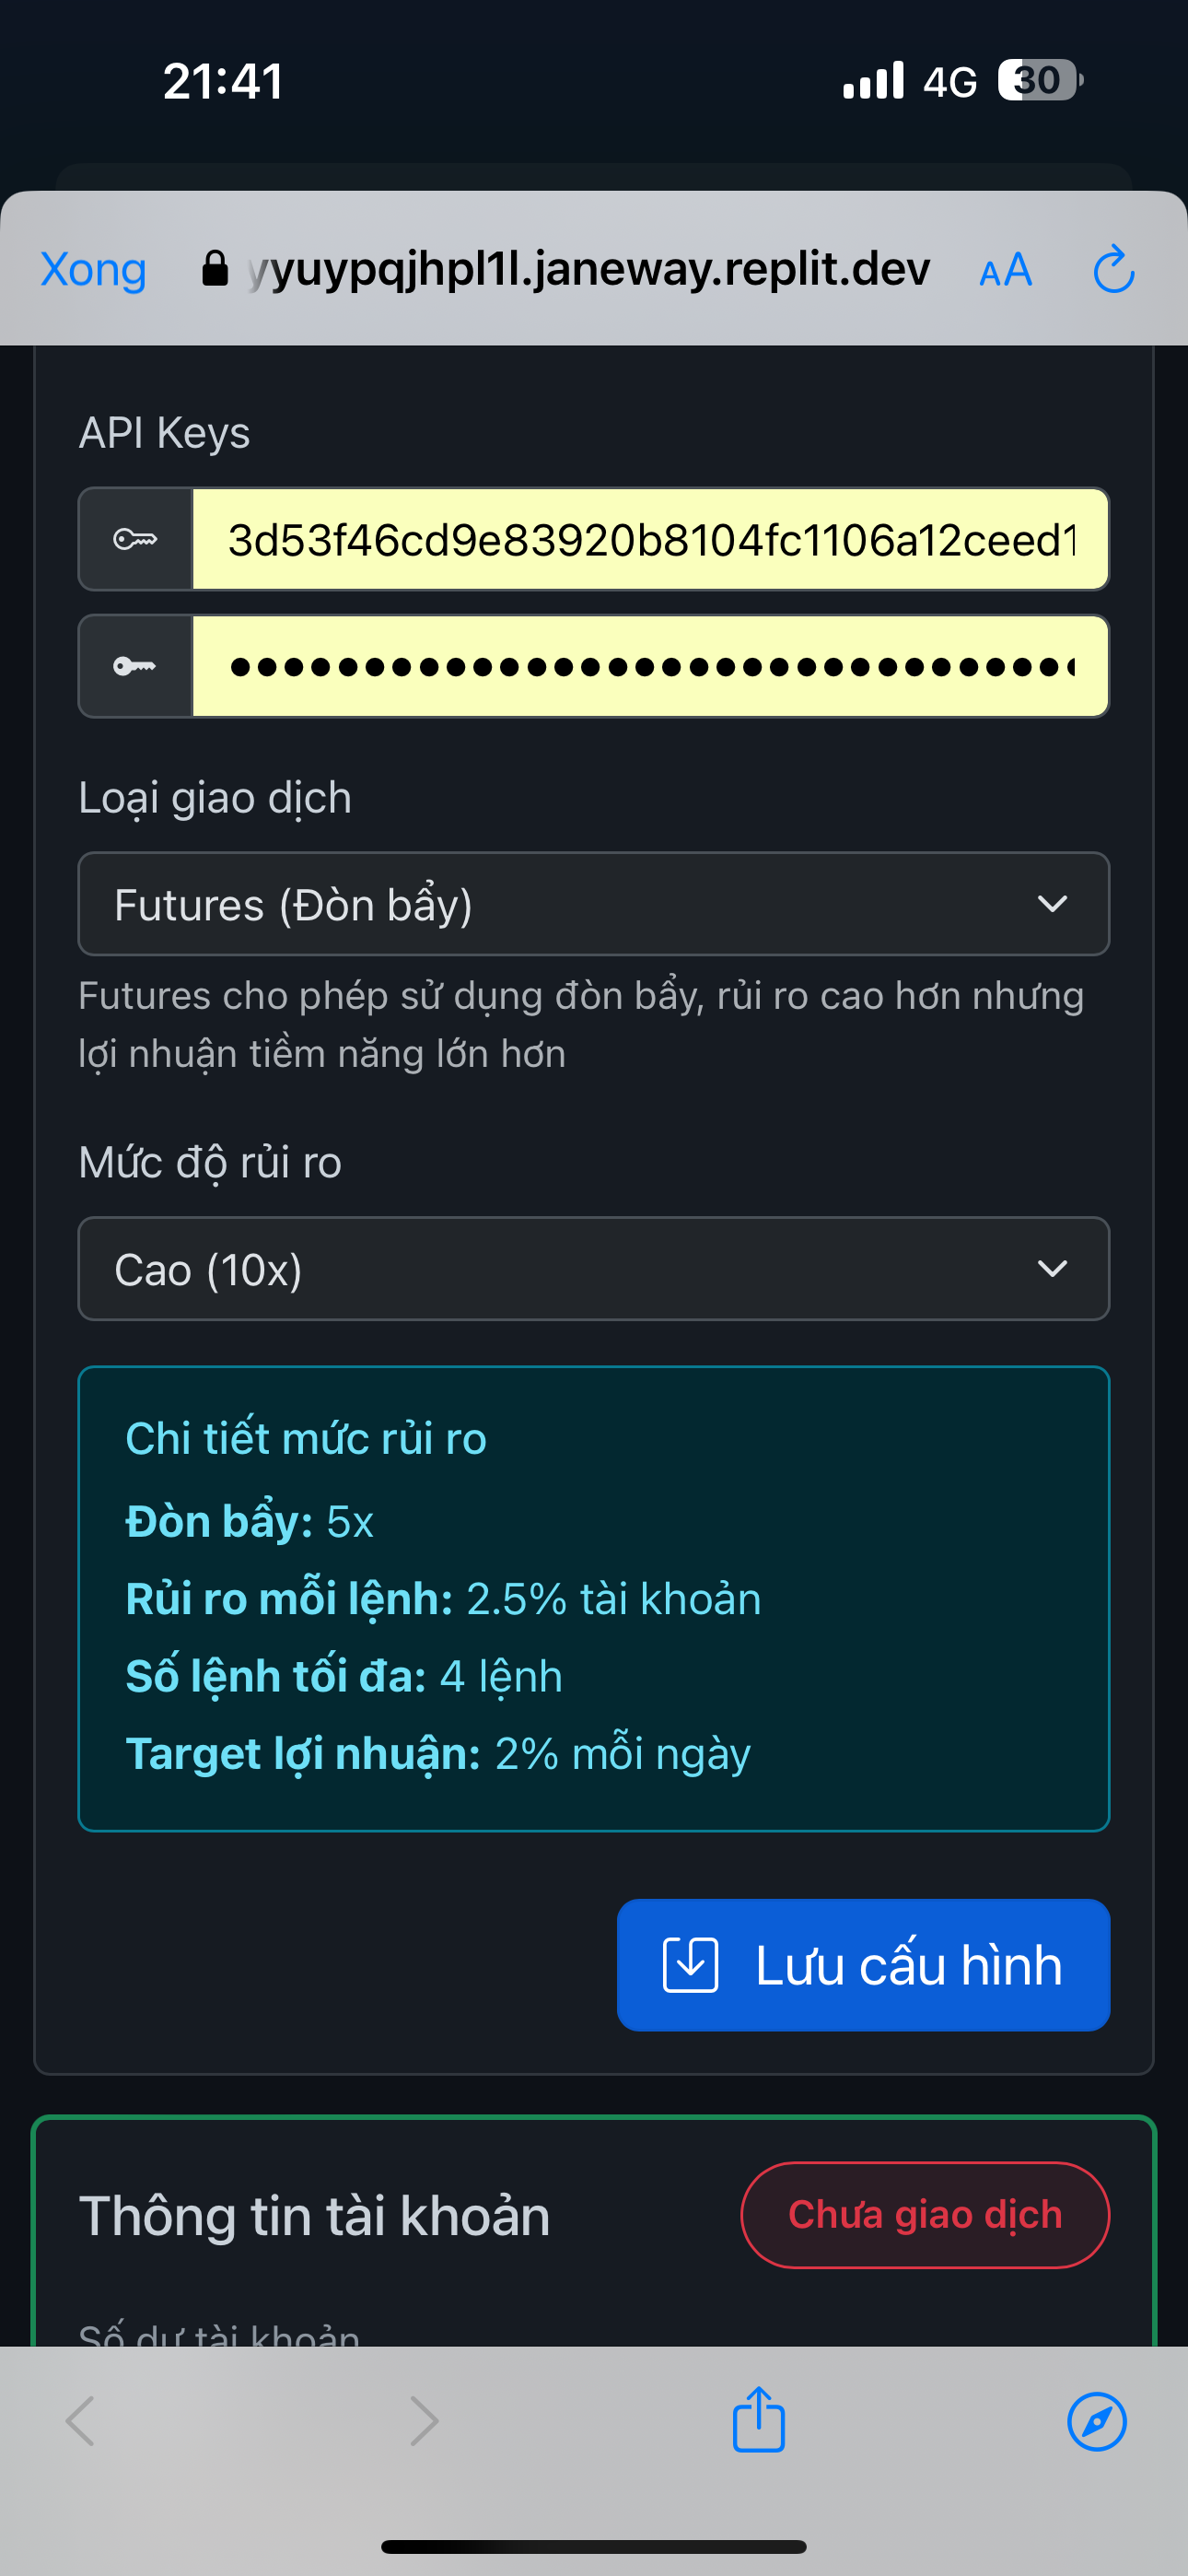 21:41
4G
30
Xong
yyuypqjhpl1l.janeway.replit.dev
AA
API Keys
3d53f46cd9e83920b8104fc1106a12ceed1
••••••••••••••••••••••••••••••••
Loại giao dịch
Futures (Đòn bẩy)
Futures cho phép sử dụng đòn bẩy, rủi ro cao hơn nhưng
lợi nhuận tiềm năng lớn hơn
Mức độ rủi ro
Cao (10x)
Chi tiết mức rủi ro
Đòn bẩy: 5x
Rủi ro mỗi lệnh: 2.5% tài khoản
Số lệnh tối đa: 4 lệnh
Target lợi nhuận: 2% mỗi ngày
Lưu cấu hình
Thông tin tài khoản
Chưa giao dịch
Số dư tài khoản